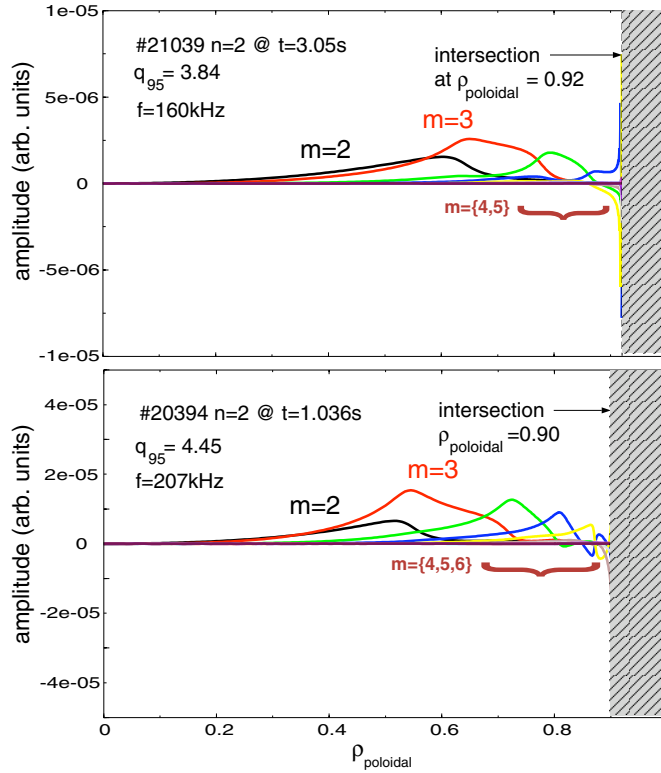 1e-05
#21039 n=2 @ t=3.05s
q95 = 3.84
f=160kHz
intersection
at ρpoloidal = 0.92
5e-06
m=3
m=2
0
m={4,5}
-5e-06
-1e-05
amplitude (arb. units)
4e-05
#20394 n=2 @ t=1.036s
q95 = 4.45
f=207kHz
intersection
ρpoloidal =0.90
2e-05
m=3
m=2
0
m={4,5,6}
-2e-05
-4e-05
amplitude (arb. units)
0 0.2 0.4 0.6 0.8
ρpoloidal